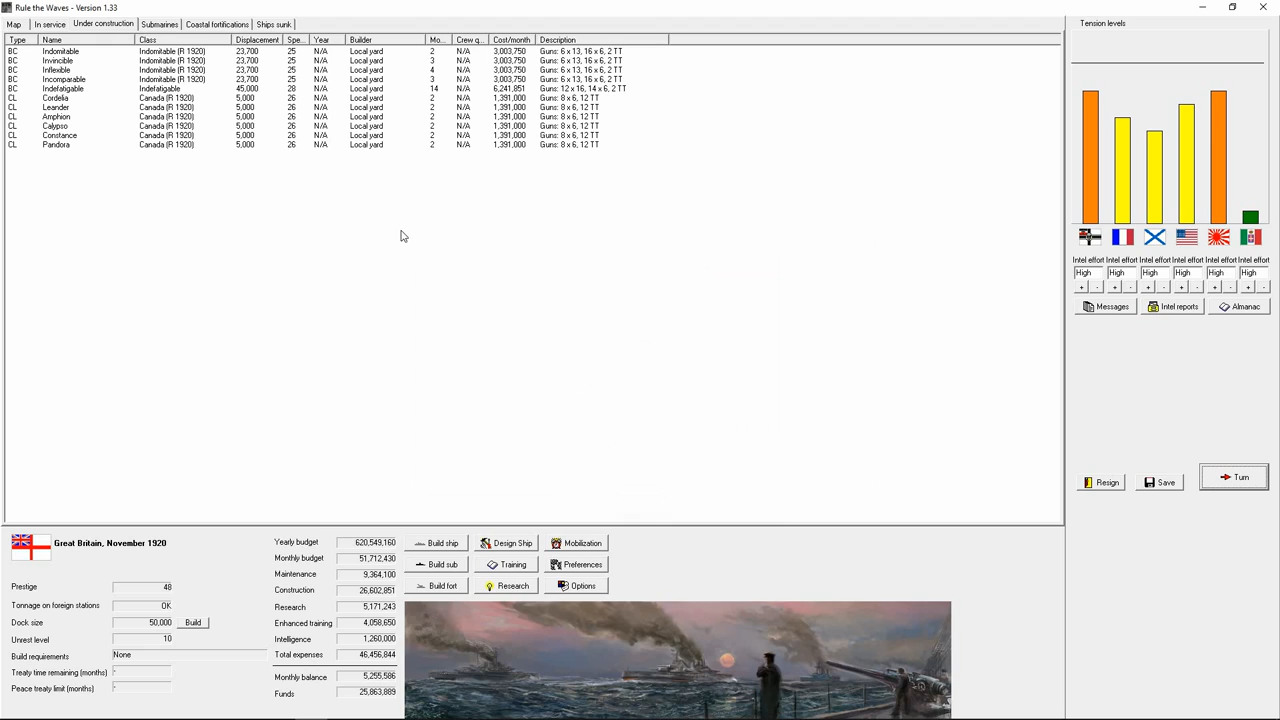 Rule the Waves - Version 1.33
Map In service Under construction Submarines Coastal fortifications Ships sunk
Type Name Class Displacement Spe... Year Builder Mo... Crew q... Cost/month Description
BC Indomitable Indomitable (R 1920) 23,700 25 N/A Local yard 2 N/A 3,003,750 Guns: 6 x 13, 16 x 6, 2 TT
BC Invincible Indomitable (R 1920) 23,700 25 N/A Local yard 3 N/A 3,003,750 Guns: 6 x 13, 16 x 6, 2 TT
BC Inflexible Indomitable (R 1920) 23,700 25 N/A Local yard 4 N/A 3,003,750 Guns: 6 x 13, 16 x 6, 2 TT
BC Incomparable Indomitable (R 1920) 23,700 25 N/A Local yard 3 N/A 3,003,750 Guns: 6 x 13, 16 x 6, 2 TT
BC Indefatigable Indefatigable 45,000 28 N/A Local yard 14 N/A 6,241,851 Guns: 12 x 16, 14 x 6, 2 TT
CL Cordelia Canada (R 1920) 5,000 26 N/A Local yard 2 N/A 1,391,000 Guns: 8 x 6, 12 TT
CL Leander Canada (R 1920) 5,000 26 N/A Local yard 2 N/A 1,391,000 Guns: 8 x 6, 12 TT
CL Amphion Canada (R 1920) 5,000 26 N/A Local yard 2 N/A 1,391,000 Guns: 8 x 6, 12 TT
CL Calypso Canada (R 1920) 5,000 26 N/A Local yard 2 N/A 1,391,000 Guns: 8 x 6, 12 TT
CL Constance Canada (R 1920) 5,000 26 N/A Local yard 2 N/A 1,391,000 Guns: 8 x 6, 12 TT
CL Pandora Canada (R 1920) 5,000 26 N/A Local yard 2 N/A 1,391,000 Guns: 8 x 6, 12 TT
Tension levels
Intel effort Intel effort Intel effort Intel effort Intel effort Intel effort
High High High High High High
+ - + - + - + - + - + -
Messages Intel reports Almanac
Resign Save Turn
Great Britain, November 1920
Prestige 48
Tonnage on foreign stations OK
Dock size 50,000 Build
Unrest level 10
Build requirements None
Treaty time remaining (months) -
Peace treaty limit (months) -
Yearly budget 620,549,160
Monthly budget 51,712,430
Maintenance 9,364,100
Construction 26,602,851
Research 5,171,243
Enhanced training 4,058,650
Intelligence 1,260,000
Total expenses 46,456,844
Monthly balance 5,255,586
Funds 25,863,889
Build ship Design Ship Mobilization
Build sub Training Preferences
Build fort Research Options